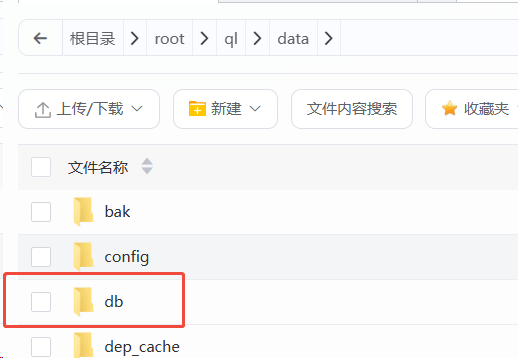 根目录 root ql data
上传/下载 新建 文件内容搜索 收藏夹
文件名称
bak
config
db
dep_cache